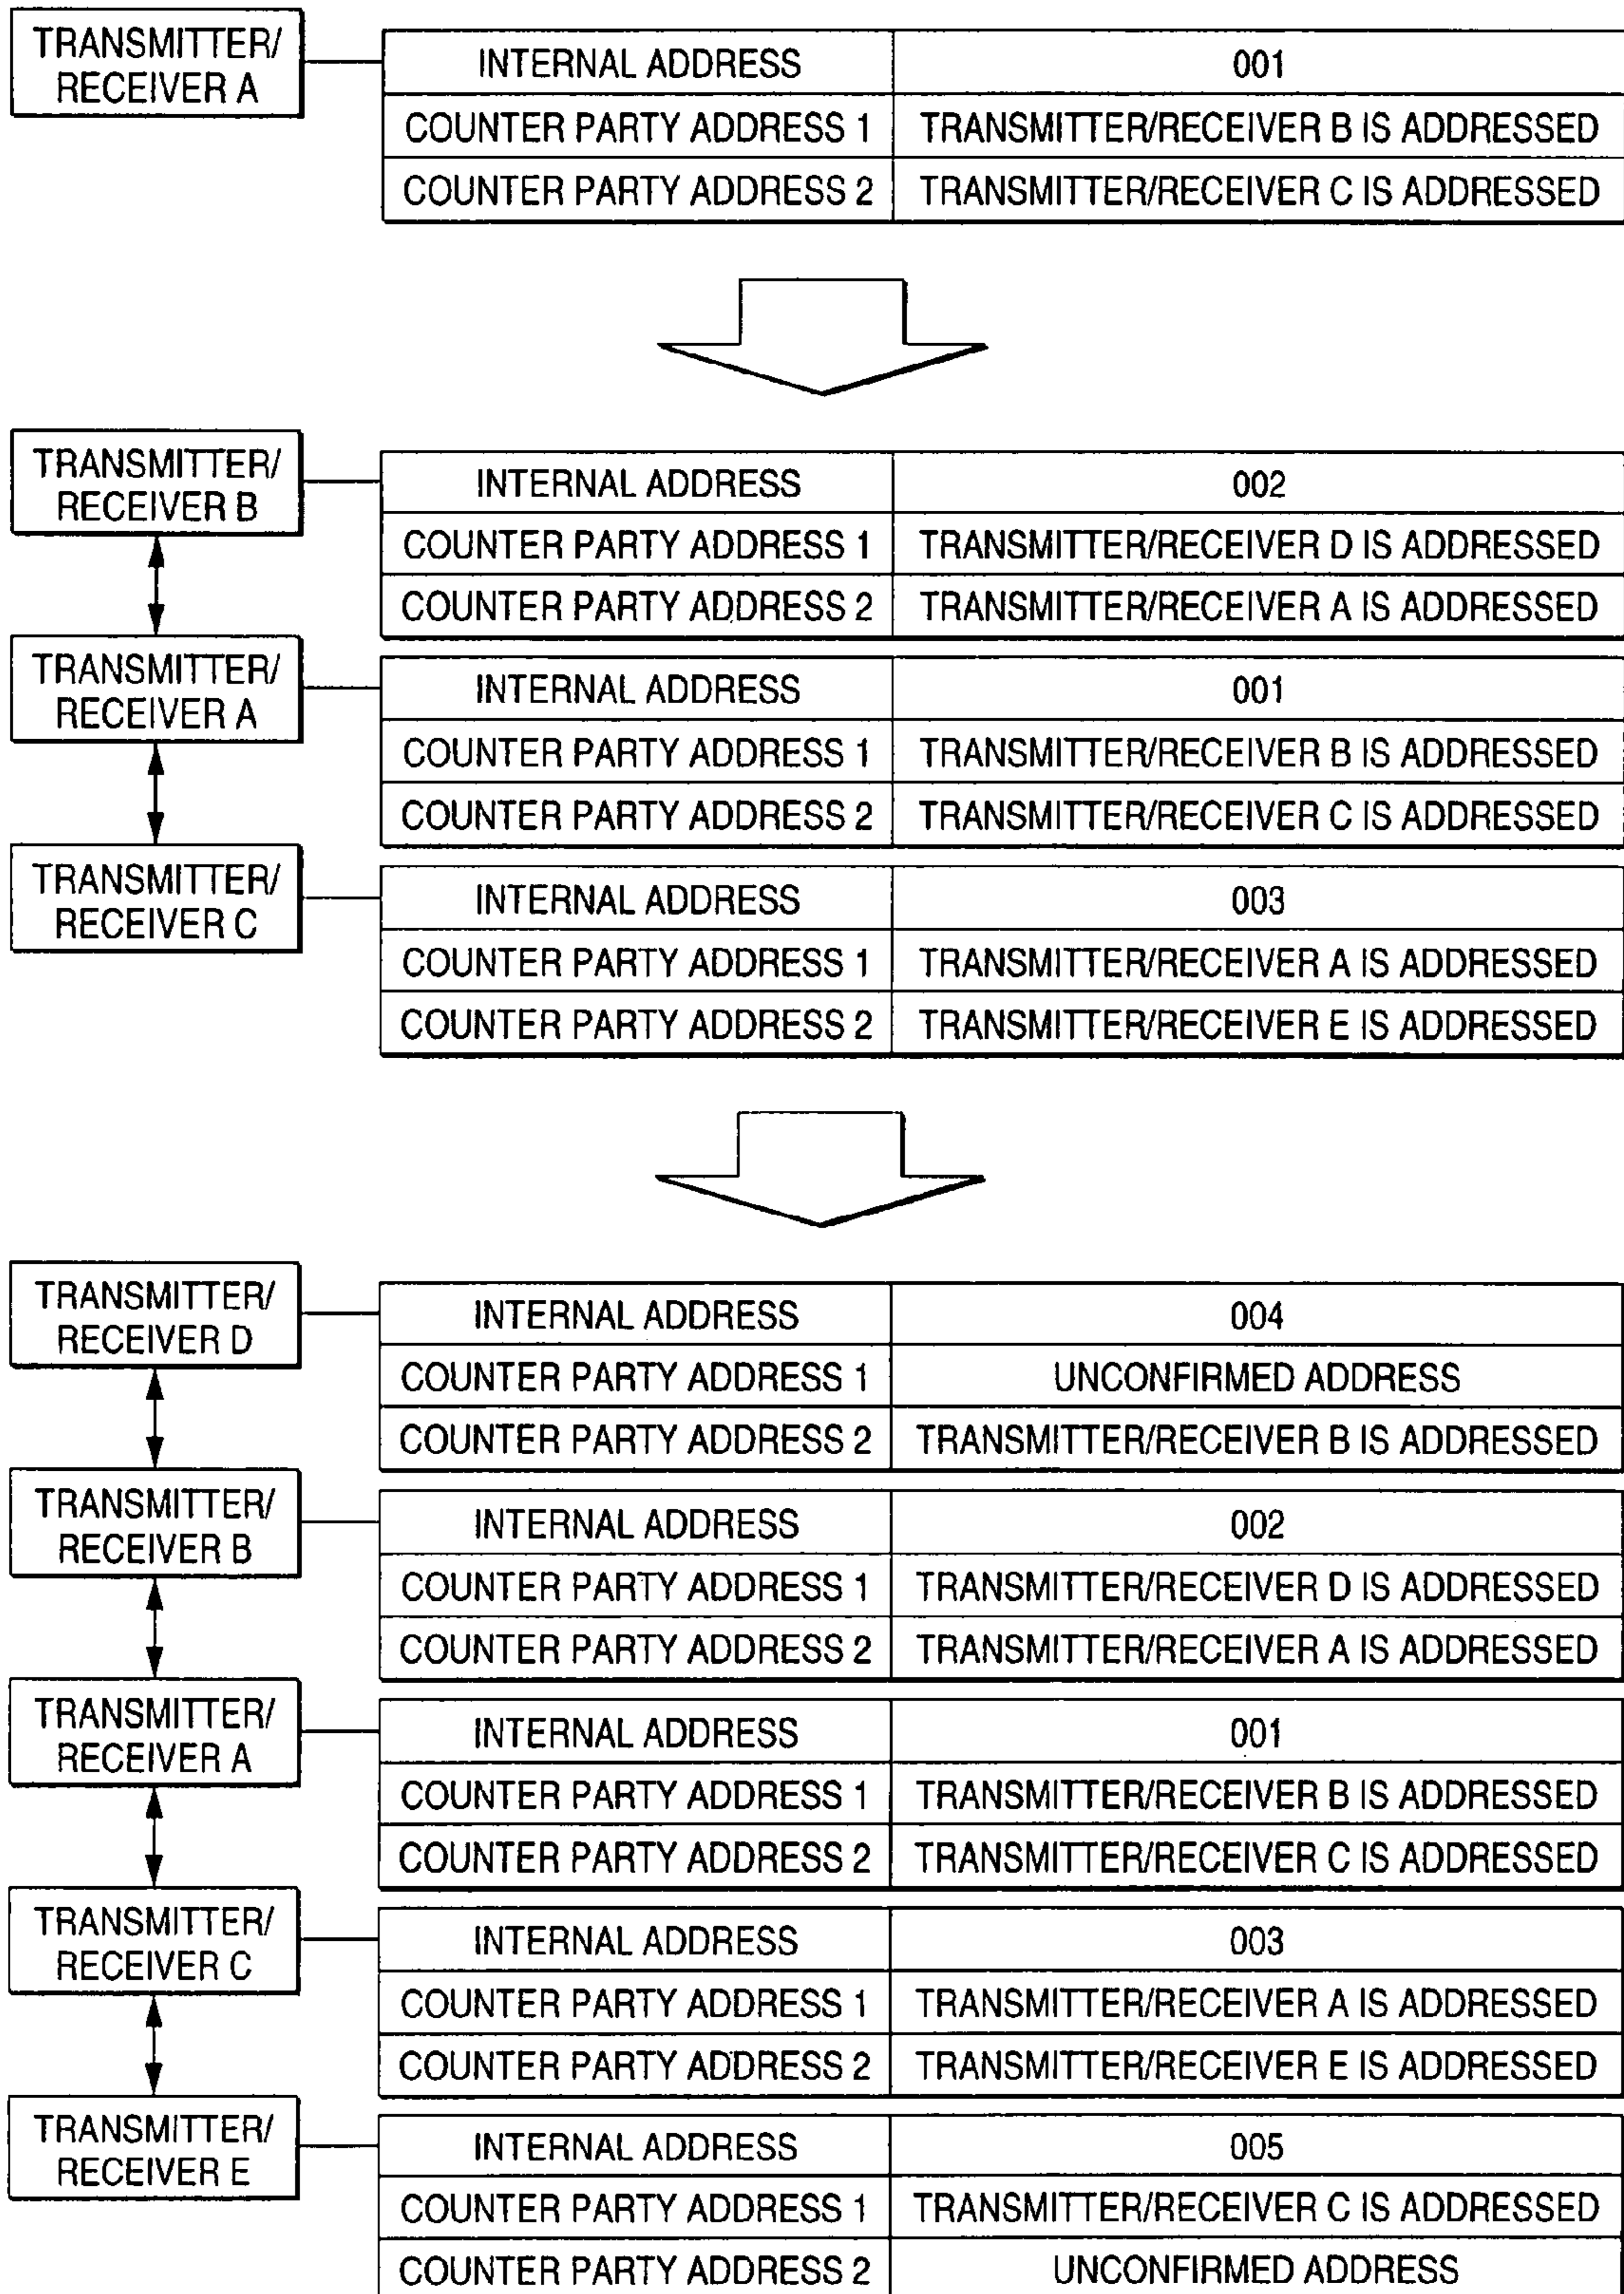 TRANSMITTER/
RECEIVER A
INTERNAL ADDRESS 001
COUNTER PARTY ADDRESS 1 TRANSMITTER/RECEIVER B IS ADDRESSED
COUNTER PARTY ADDRESS 2 TRANSMITTER/RECEIVER C IS ADDRESSED
TRANSMITTER/
RECEIVER B
INTERNAL ADDRESS 002
COUNTER PARTY ADDRESS 1 TRANSMITTER/RECEIVER D IS ADDRESSED
COUNTER PARTY ADDRESS 2 TRANSMITTER/RECEIVER A IS ADDRESSED
TRANSMITTER/
RECEIVER A
INTERNAL ADDRESS 001
COUNTER PARTY ADDRESS 1 TRANSMITTER/RECEIVER B IS ADDRESSED
COUNTER PARTY ADDRESS 2 TRANSMITTER/RECEIVER C IS ADDRESSED
TRANSMITTER/
RECEIVER C
INTERNAL ADDRESS 003
COUNTER PARTY ADDRESS 1 TRANSMITTER/RECEIVER A IS ADDRESSED
COUNTER PARTY ADDRESS 2 TRANSMITTER/RECEIVER E IS ADDRESSED
TRANSMITTER/
RECEIVER D
INTERNAL ADDRESS 004
COUNTER PARTY ADDRESS 1 UNCONFIRMED ADDRESS
COUNTER PARTY ADDRESS 2 TRANSMITTER/RECEIVER B IS ADDRESSED
TRANSMITTER/
RECEIVER B
INTERNAL ADDRESS 002
COUNTER PARTY ADDRESS 1 TRANSMITTER/RECEIVER D IS ADDRESSED
COUNTER PARTY ADDRESS 2 TRANSMITTER/RECEIVER A IS ADDRESSED
TRANSMITTER/
RECEIVER A
INTERNAL ADDRESS 001
COUNTER PARTY ADDRESS 1 TRANSMITTER/RECEIVER B IS ADDRESSED
COUNTER PARTY ADDRESS 2 TRANSMITTER/RECEIVER C IS ADDRESSED
TRANSMITTER/
RECEIVER C
INTERNAL ADDRESS 003
COUNTER PARTY ADDRESS 1 TRANSMITTER/RECEIVER A IS ADDRESSED
COUNTER PARTY ADDRESS 2 TRANSMITTER/RECEIVER E IS ADDRESSED
TRANSMITTER/
RECEIVER E
INTERNAL ADDRESS 005
COUNTER PARTY ADDRESS 1 TRANSMITTER/RECEIVER C IS ADDRESSED
COUNTER PARTY ADDRESS 2 UNCONFIRMED ADDRESS